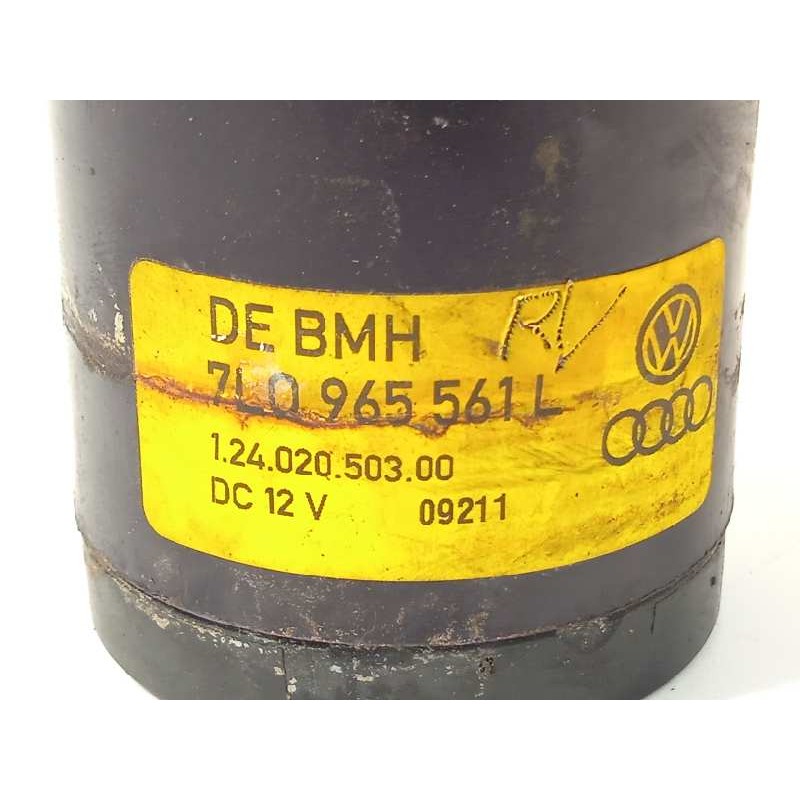 DE BMH RV
7L0 965 561 L
1.24.020.503.00
DC 12 V 09211